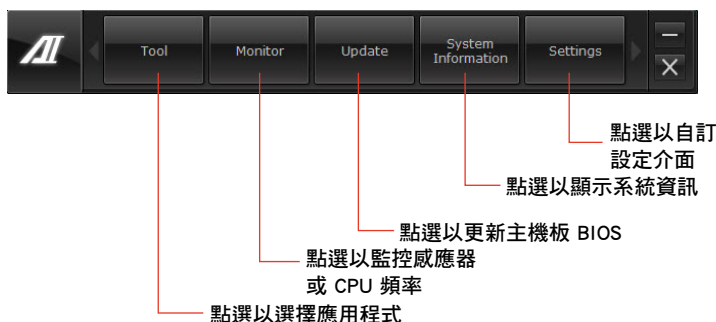 Tool
Monitor
Update
System
Information
Settings
點選以自訂
設定介面
點選以顯示系統資訊
點選以更新主機板 BIOS
點選以監控感應器
或 CPU 頻率
點選以選擇應用程式